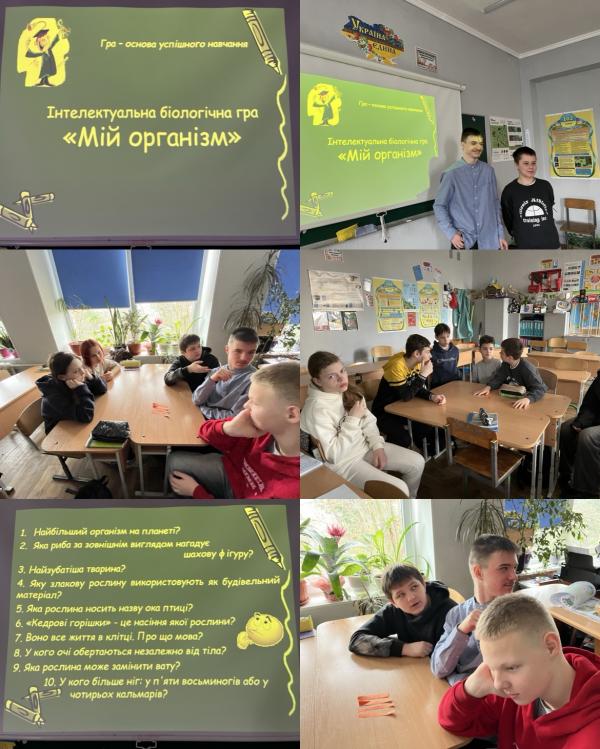 Гра – основа успішного навчання
Інтелектуальна біологічна гра
«Мій організм»
Україна
єдина
Гра – основа успішного навчання
Інтелектуальна біологічна гра
«Мій організм»
1. Найбільший організм на планеті?
2. Яка риба за зовнішнім виглядом нагадує
шахову ф ігуру?
3. Найзубатіша тварина?
4. Яку злакову рослину використовують як будівельний
матеріал?
5. Яка рослина носить назву ока птиці?
6. «Кедрові горішки» - це насіння якої рослини?
7. Воно все життя в клітці. Про що мова?
8. У кого очі обертаються незалежно від тіла?
9. Яка рослина може замінити вату?
10. У кого більше ніг: у п'яти восьминогів або у
чотирьох кальмарів?